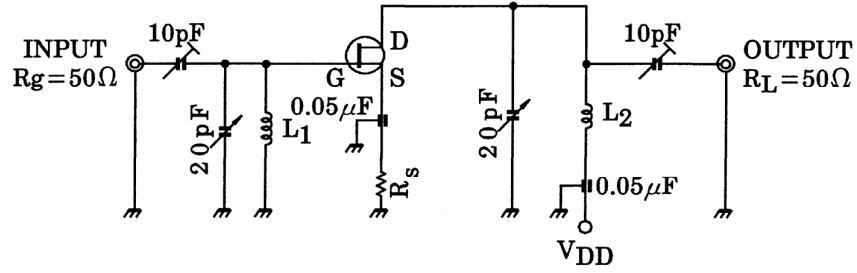 INPUT
Rg=50Ω
10pF
20pF
L1
G
D
S
0.05μF
Rs
20pF
L2
0.05μF
VDD
10pF
OUTPUT
RL=50Ω